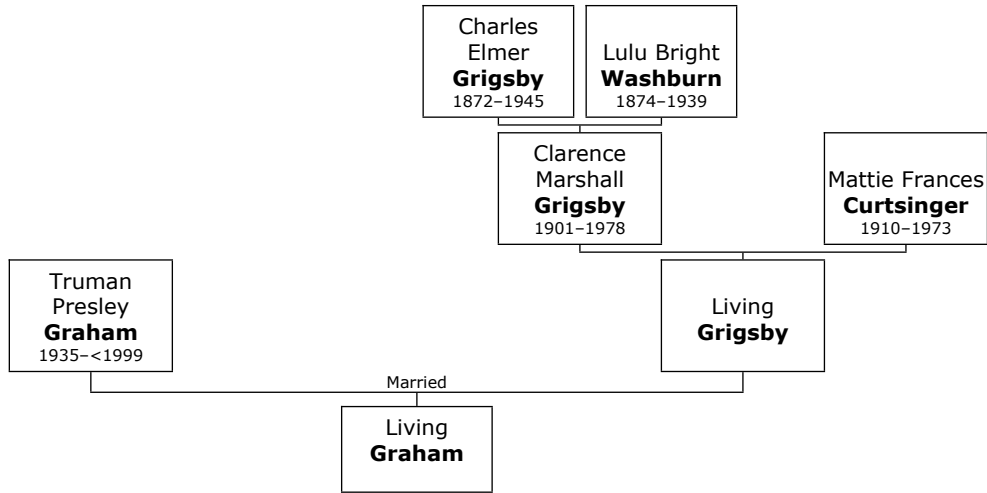 Charles
Elmer
Grigsby
1872–1945
Lulu Bright
Washburn
1874–1939
Clarence
Marshall
Grigsby
1901–1978
Mattie Frances
Curtsinger
1910–1973
Truman
Presley
Graham
1935–<1999
Living
Grigsby
Married
Living
Graham